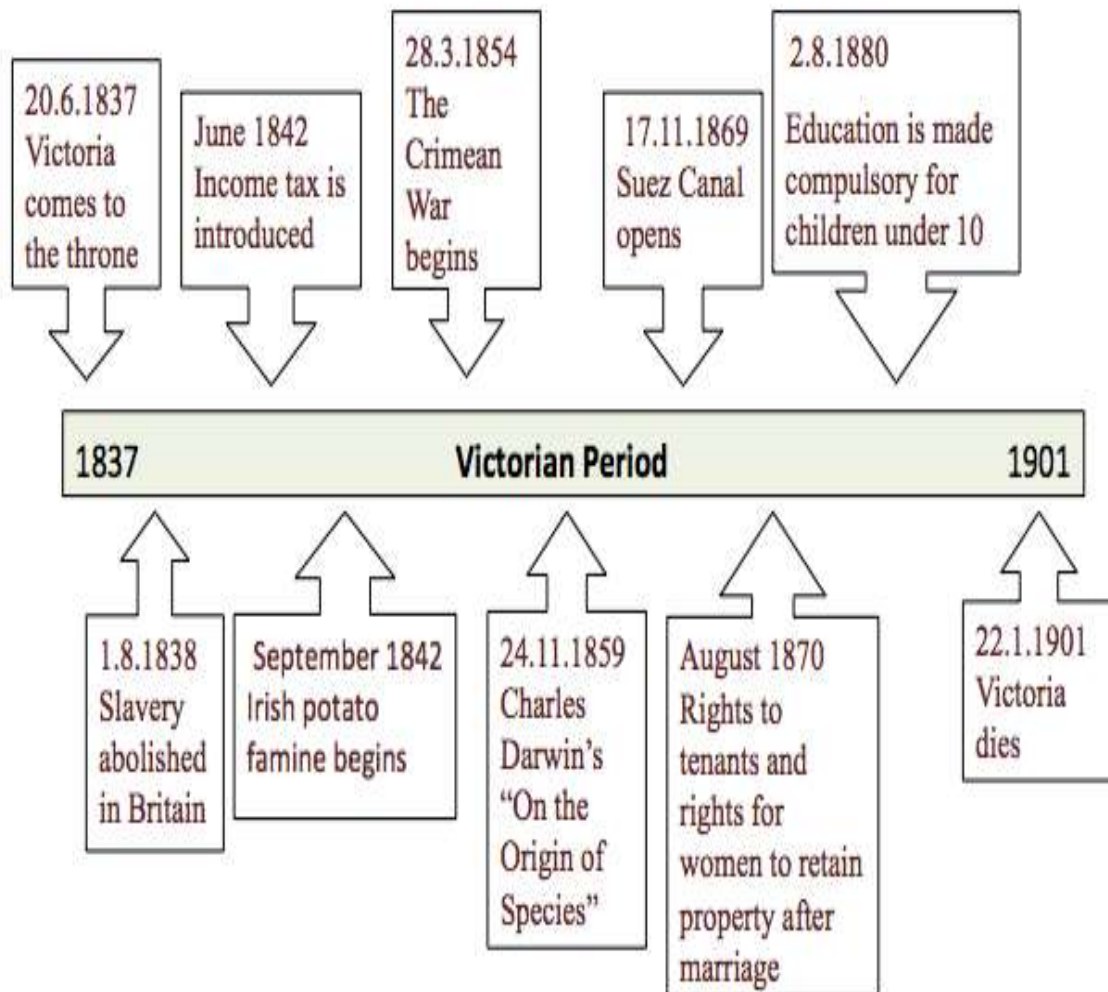 20.6.1837
Victoria
comes to
the throne
June 1842
Income tax is
introduced
28.3.1854
The
Crimean
War
begins
17.11.1869
Suez Canal
opens
2.8.1880
Education is made
compulsory for
children under 10
1837
Victorian Period
1901
1.8.1838
Slavery
abolished
in Britain
September 1842
Irish potato
famine begins
24.11.1859
Charles
Darwin’s
“On the
Origin of
Species”
August 1870
Rights to
tenants and
rights for
women to retain
property after
marriage
22.1.1901
Victoria
dies